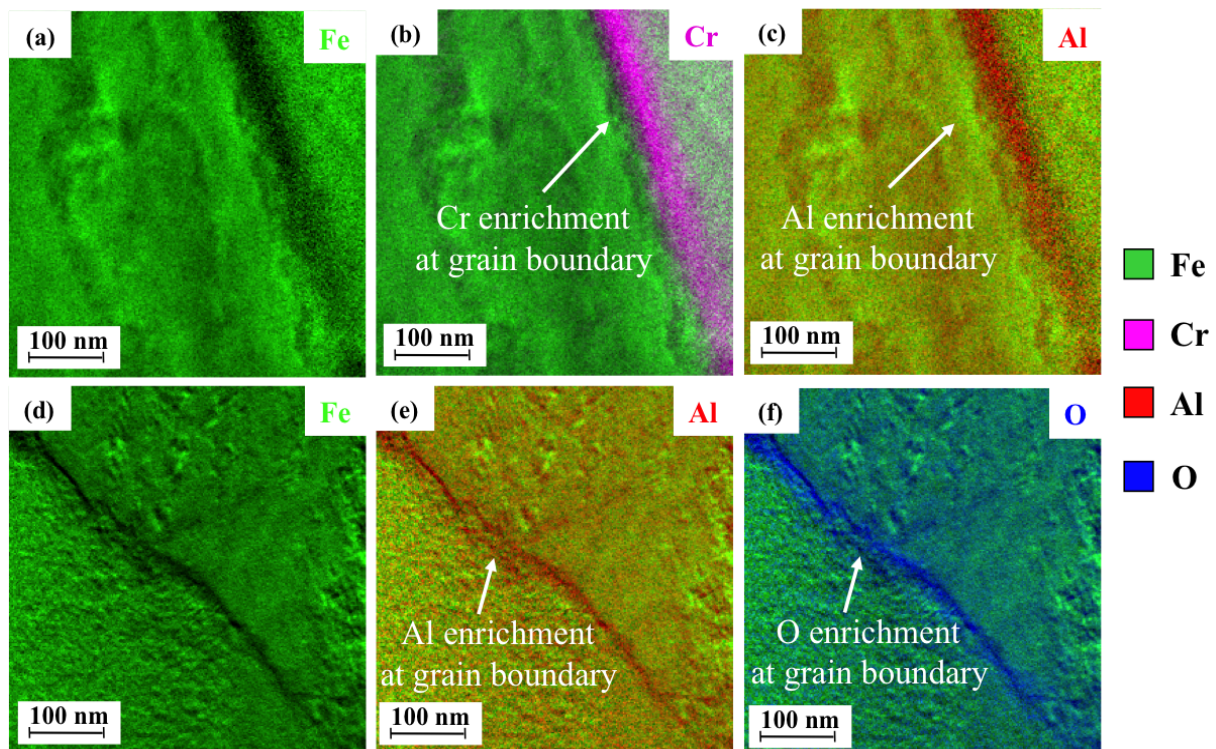 (a) Fe
(b) Cr
(c) Al
Cr enrichment
at grain boundary
Al enrichment
at grain boundary
100 nm
100 nm
100 nm
Fe
Cr
Al
O
(d) Fe
(e) Al
(f) O
Al enrichment
at grain boundary
O enrichment
at grain boundary
100 nm
100 nm
100 nm